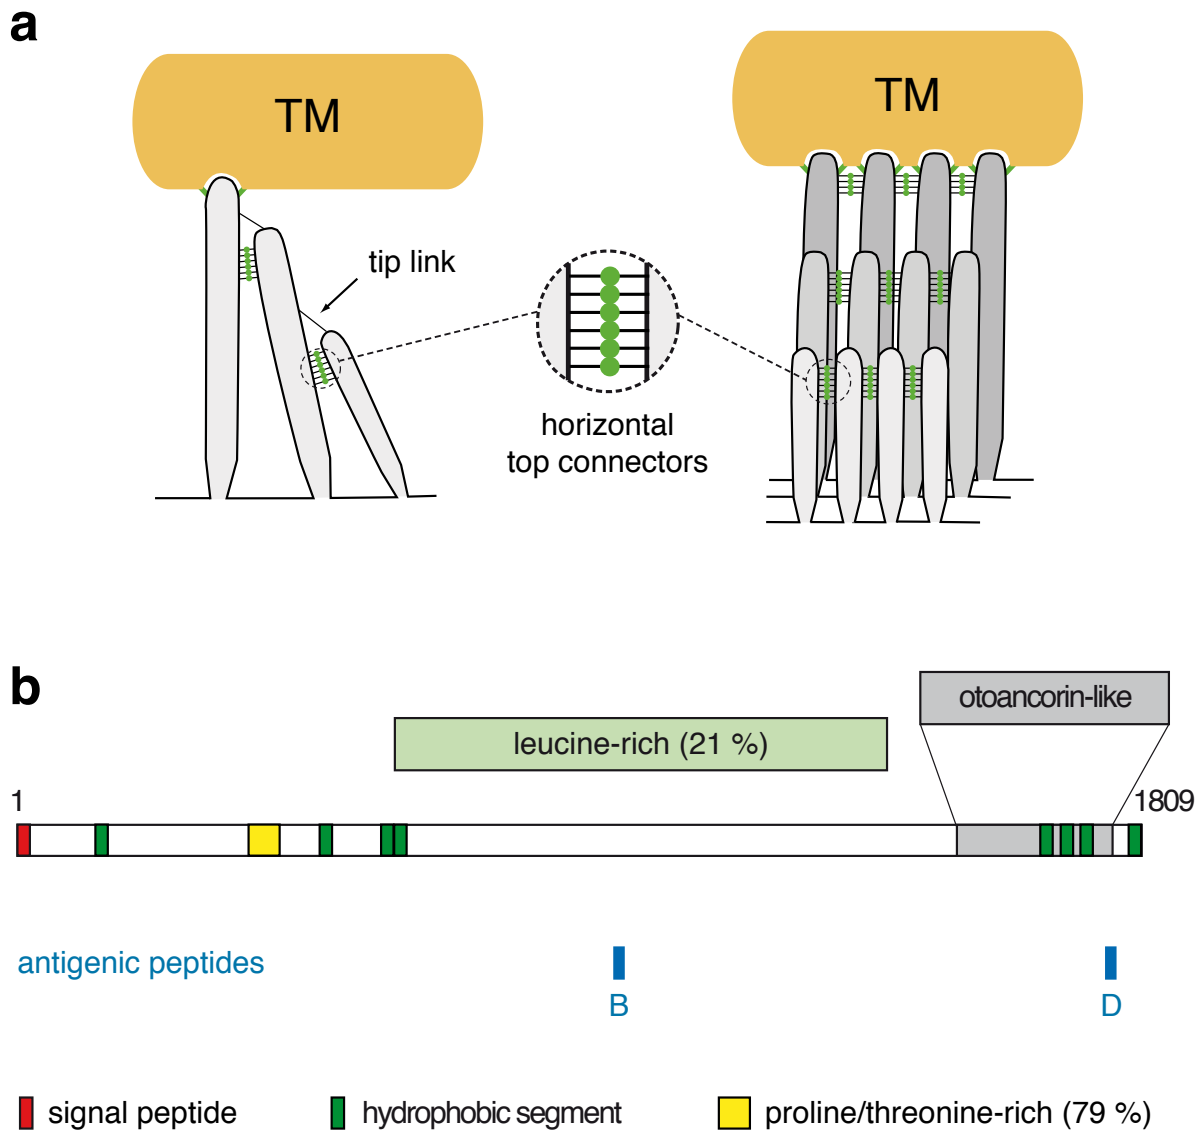 a
TM
TM
tip link
horizontal
top connectors
b
otoancorin-like
leucine-rich (21 %)
1
1809
antigenic peptides
B
D
signal peptide
hydrophobic segment
proline/threonine-rich (79 %)